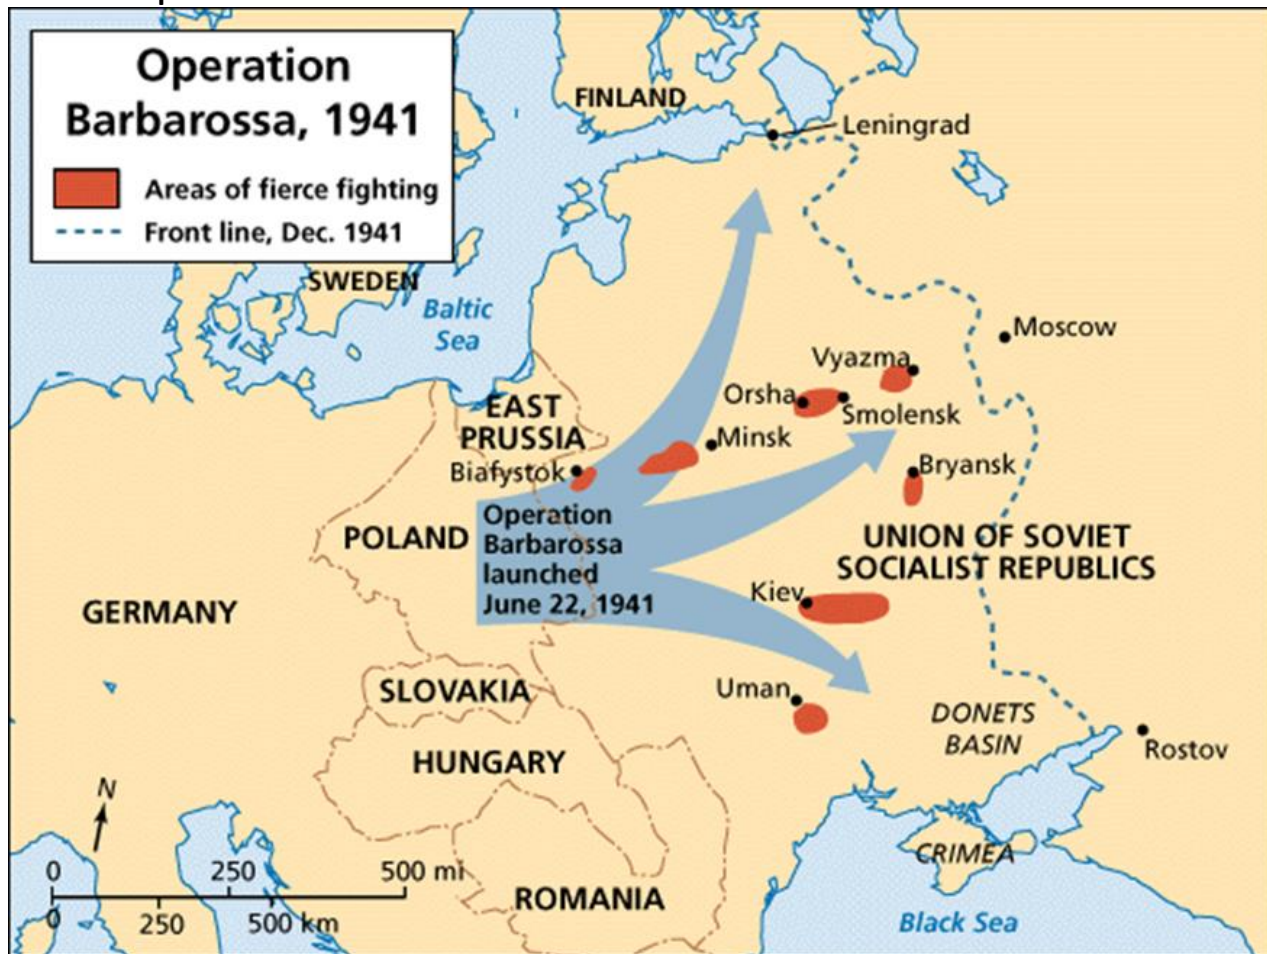 Operation
Barbarossa, 1941
Areas of fierce fighting
Front line, Dec. 1941
FINLAND
Leningrad
SWEDEN
Baltic
Sea
Moscow
Vyazma
Orsha
Smolensk
EAST
PRUSSIA
Minsk
Białystok
Bryansk
POLAND
Operation
Barbarossa
launched
June 22, 1941
UNION OF SOVIET
SOCIALIST REPUBLICS
Kiev
GERMANY
SLOVAKIA
Uman
DONETS
BASIN
Rostov
HUNGARY
N
CRIMEA
0 250 500 mi
0 250 500 km
ROMANIA
Black Sea